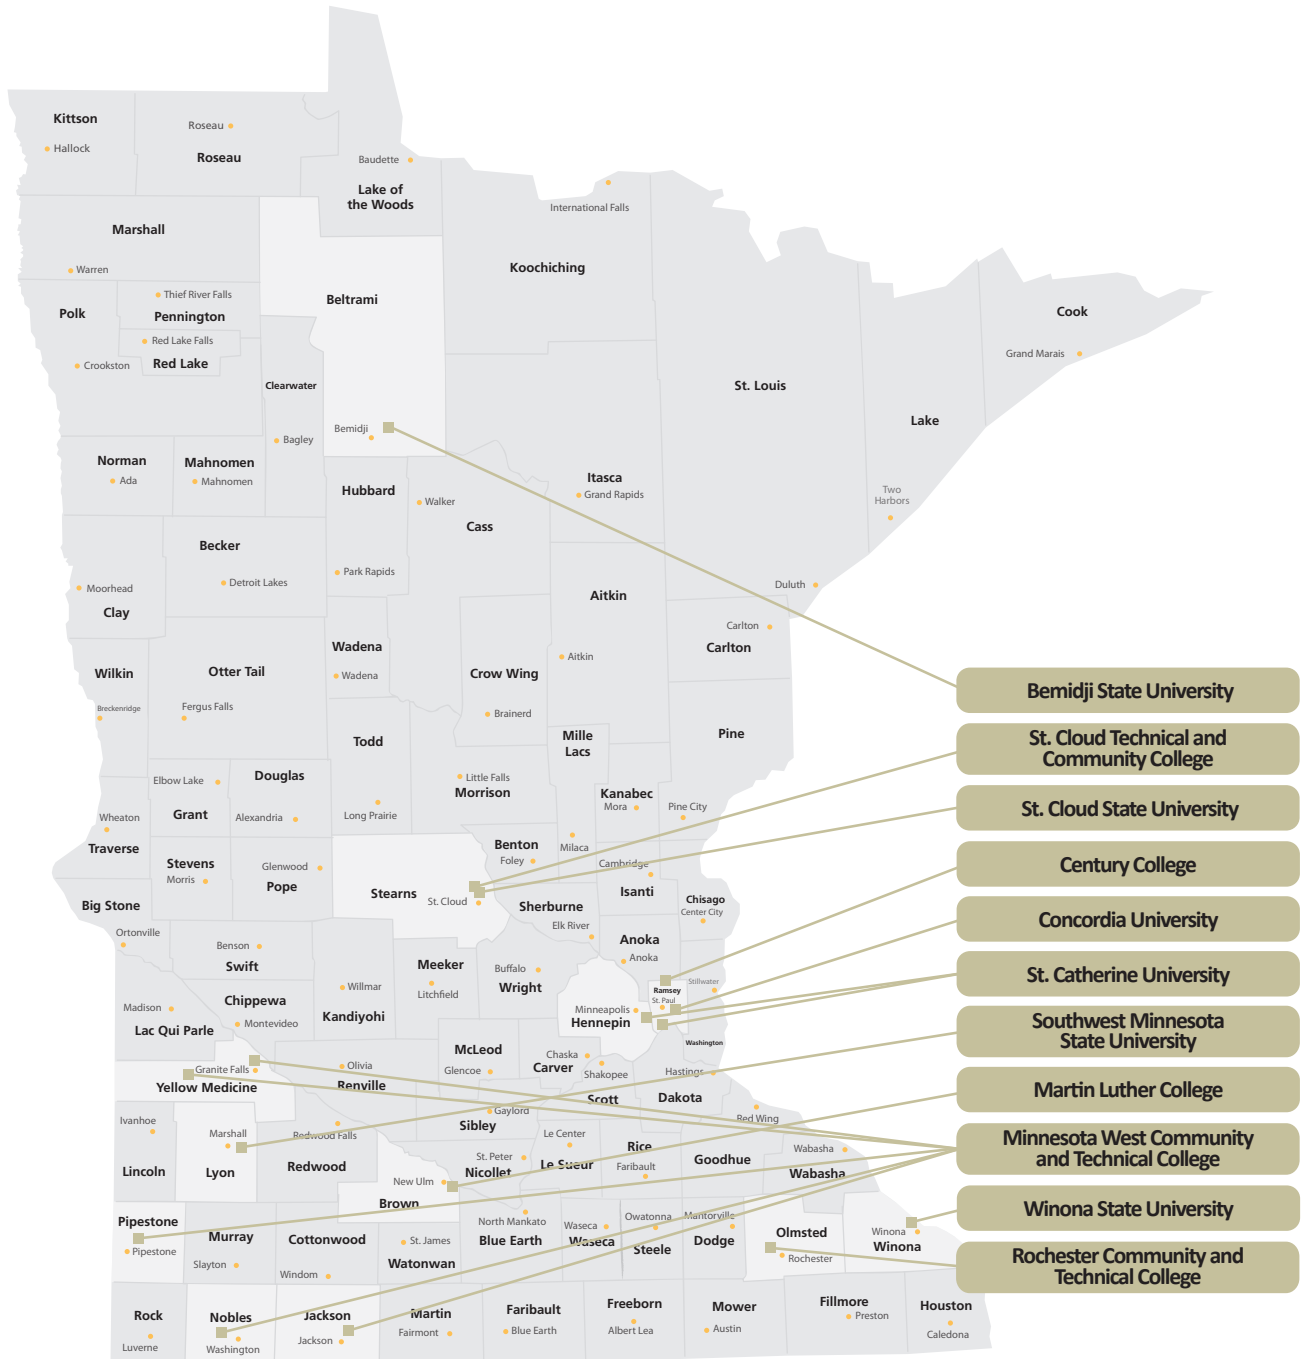 Kittson
Hallock
Roseau
Roseau
Baudette
Lake of
the Woods
International Falls
Koochiching
Marshall
Warren
Beltrami
Bemidji
Thief River Falls
Pennington
Polk
Red Lake Falls
Red Lake
Crookston
Clearwater
Bagley
St. Louis
Duluth
Lake
Two
Harbors
Cook
Grand Marais
Norman
Ada
Mahnomen
Mahnomen
Hubbard
Park Rapids
Walker
Cass
Itasca
Grand Rapids
Becker
Detroit Lakes
Moorhead
Clay
Aitkin
Aitkin
Carlton
Carlton
Wilkin
Breckenridge
Otter Tail
Fergus Falls
Wadena
Wadena
Crow Wing
Brainerd
Todd
Long Prairie
Mille
Lacs
Milaca
Pine
Pine City
Elbow Lake
Grant
Douglas
Alexandria
Little Falls
Morrison
Kanabec
Mora
Wheaton
Traverse
Stevens
Morris
Glenwood
Pope
Stearns
St. Cloud
Benton
Foley
Cambridge
Isanti
Big Stone
Ortonville
Benson
Swift
Sherburne
Elk River
Chisago
Center City
Anoka
Anoka
Meeker
Litchfield
Buffalo
Wright
Willmar
Kandiyohi
Chippewa
Montevideo
Madison
Lac Qui Parle
Minneapolis
Hennepin
Ramsey
St. Paul
Stillwater
Washington
Granite Falls
Yellow Medicine
Olivia
Renville
McLeod
Glencoe
Chaska
Carver
Shakopee
Scott
Hastings
Dakota
Ivanhoe
Lincoln
Marshall
Lyon
Redwood Falls
Redwood
Gaylord
Sibley
Le Center
Le Sueur
Rice
Faribault
Red Wing
Goodhue
Wabasha
Wabasha
St. Peter
Nicollet
New Ulm
Brown
Pipestone
Pipestone
Murray
Slayton
Cottonwood
Windom
St. James
Watonwan
North Mankato
Blue Earth
Waseca
Waseca
Owatonna
Steele
Mantorville
Dodge
Olmsted
Rochester
Winona
Winona
Rock
Luverne
Nobles
Washington
Jackson
Jackson
Martin
Fairmont
Faribault
Blue Earth
Freeborn
Albert Lea
Mower
Austin
Fillmore
Preston
Houston
Caledona
Bemidji State University
St. Cloud Technical and
Community College
St. Cloud State University
Century College
Concordia University
St. Catherine University
Southwest Minnesota
State University
Martin Luther College
Minnesota West Community
and Technical College
Winona State University
Rochester Community and
Technical College